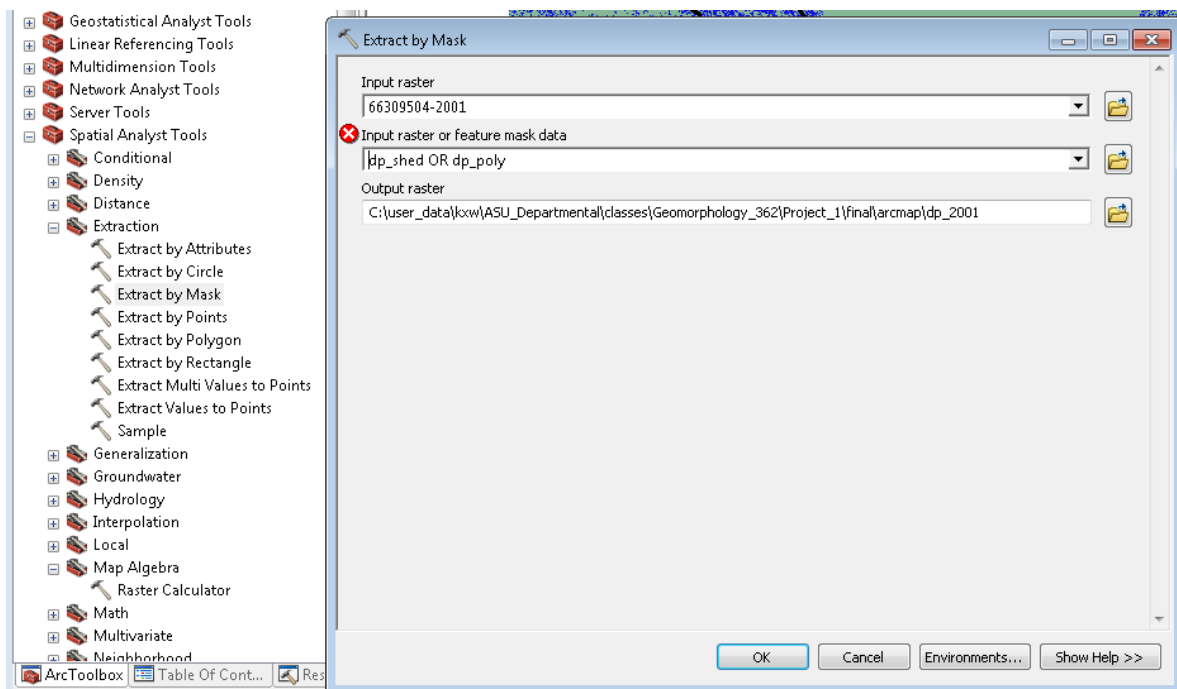 Geostatistical Analyst Tools
Linear Referencing Tools
Multidimension Tools
Network Analyst Tools
Server Tools
Spatial Analyst Tools
Conditional
Density
Distance
Extraction
Extract by Attributes
Extract by Circle
Extract by Mask
Extract by Points
Extract by Polygon
Extract by Rectangle
Extract Multi Values to Points
Extract Values to Points
Sample
Generalization
Groundwater
Hydrology
Interpolation
Local
Map Algebra
Raster Calculator
Math
Multivariate
Neighborhood
ArcToolbox
Table Of Cont...
Res
Extract by Mask
Input raster
66309504-2001
Input raster or feature mask data
dp_shed OR dp_poly
Output raster
C:\user_data\kxw\ASU_Departmental\classes\Geomorphology_362\Project_1\final\arcmap\dp_2001
OK
Cancel
Environments...
Show Help >>